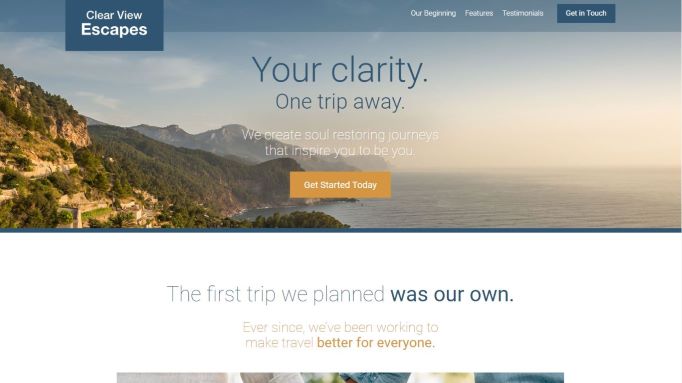 Clear View
Escapes
Our Beginning Features Testimonials Get in Touch
Your clarity.
One trip away.
We create soul restoring journeys
that inspire you to be you.
Get Started Today
The first trip we planned was our own.
Ever since, we've been working to
make travel better for everyone.